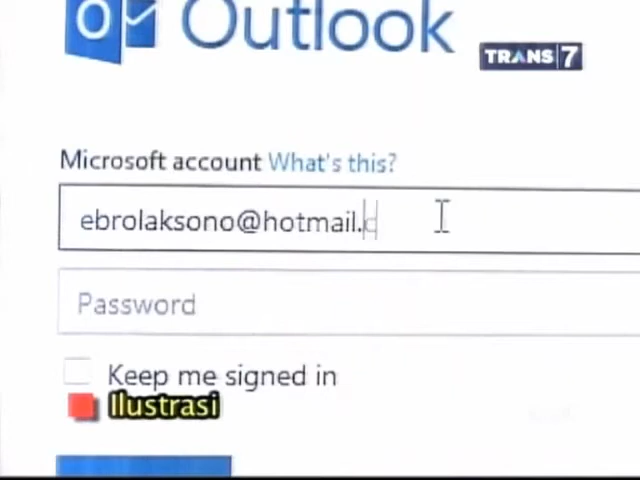 Outlook
TRANS 7
Microsoft account What's this?
ebrolaksono@hotmail.c
Password
Keep me signed in
Ilustrasi